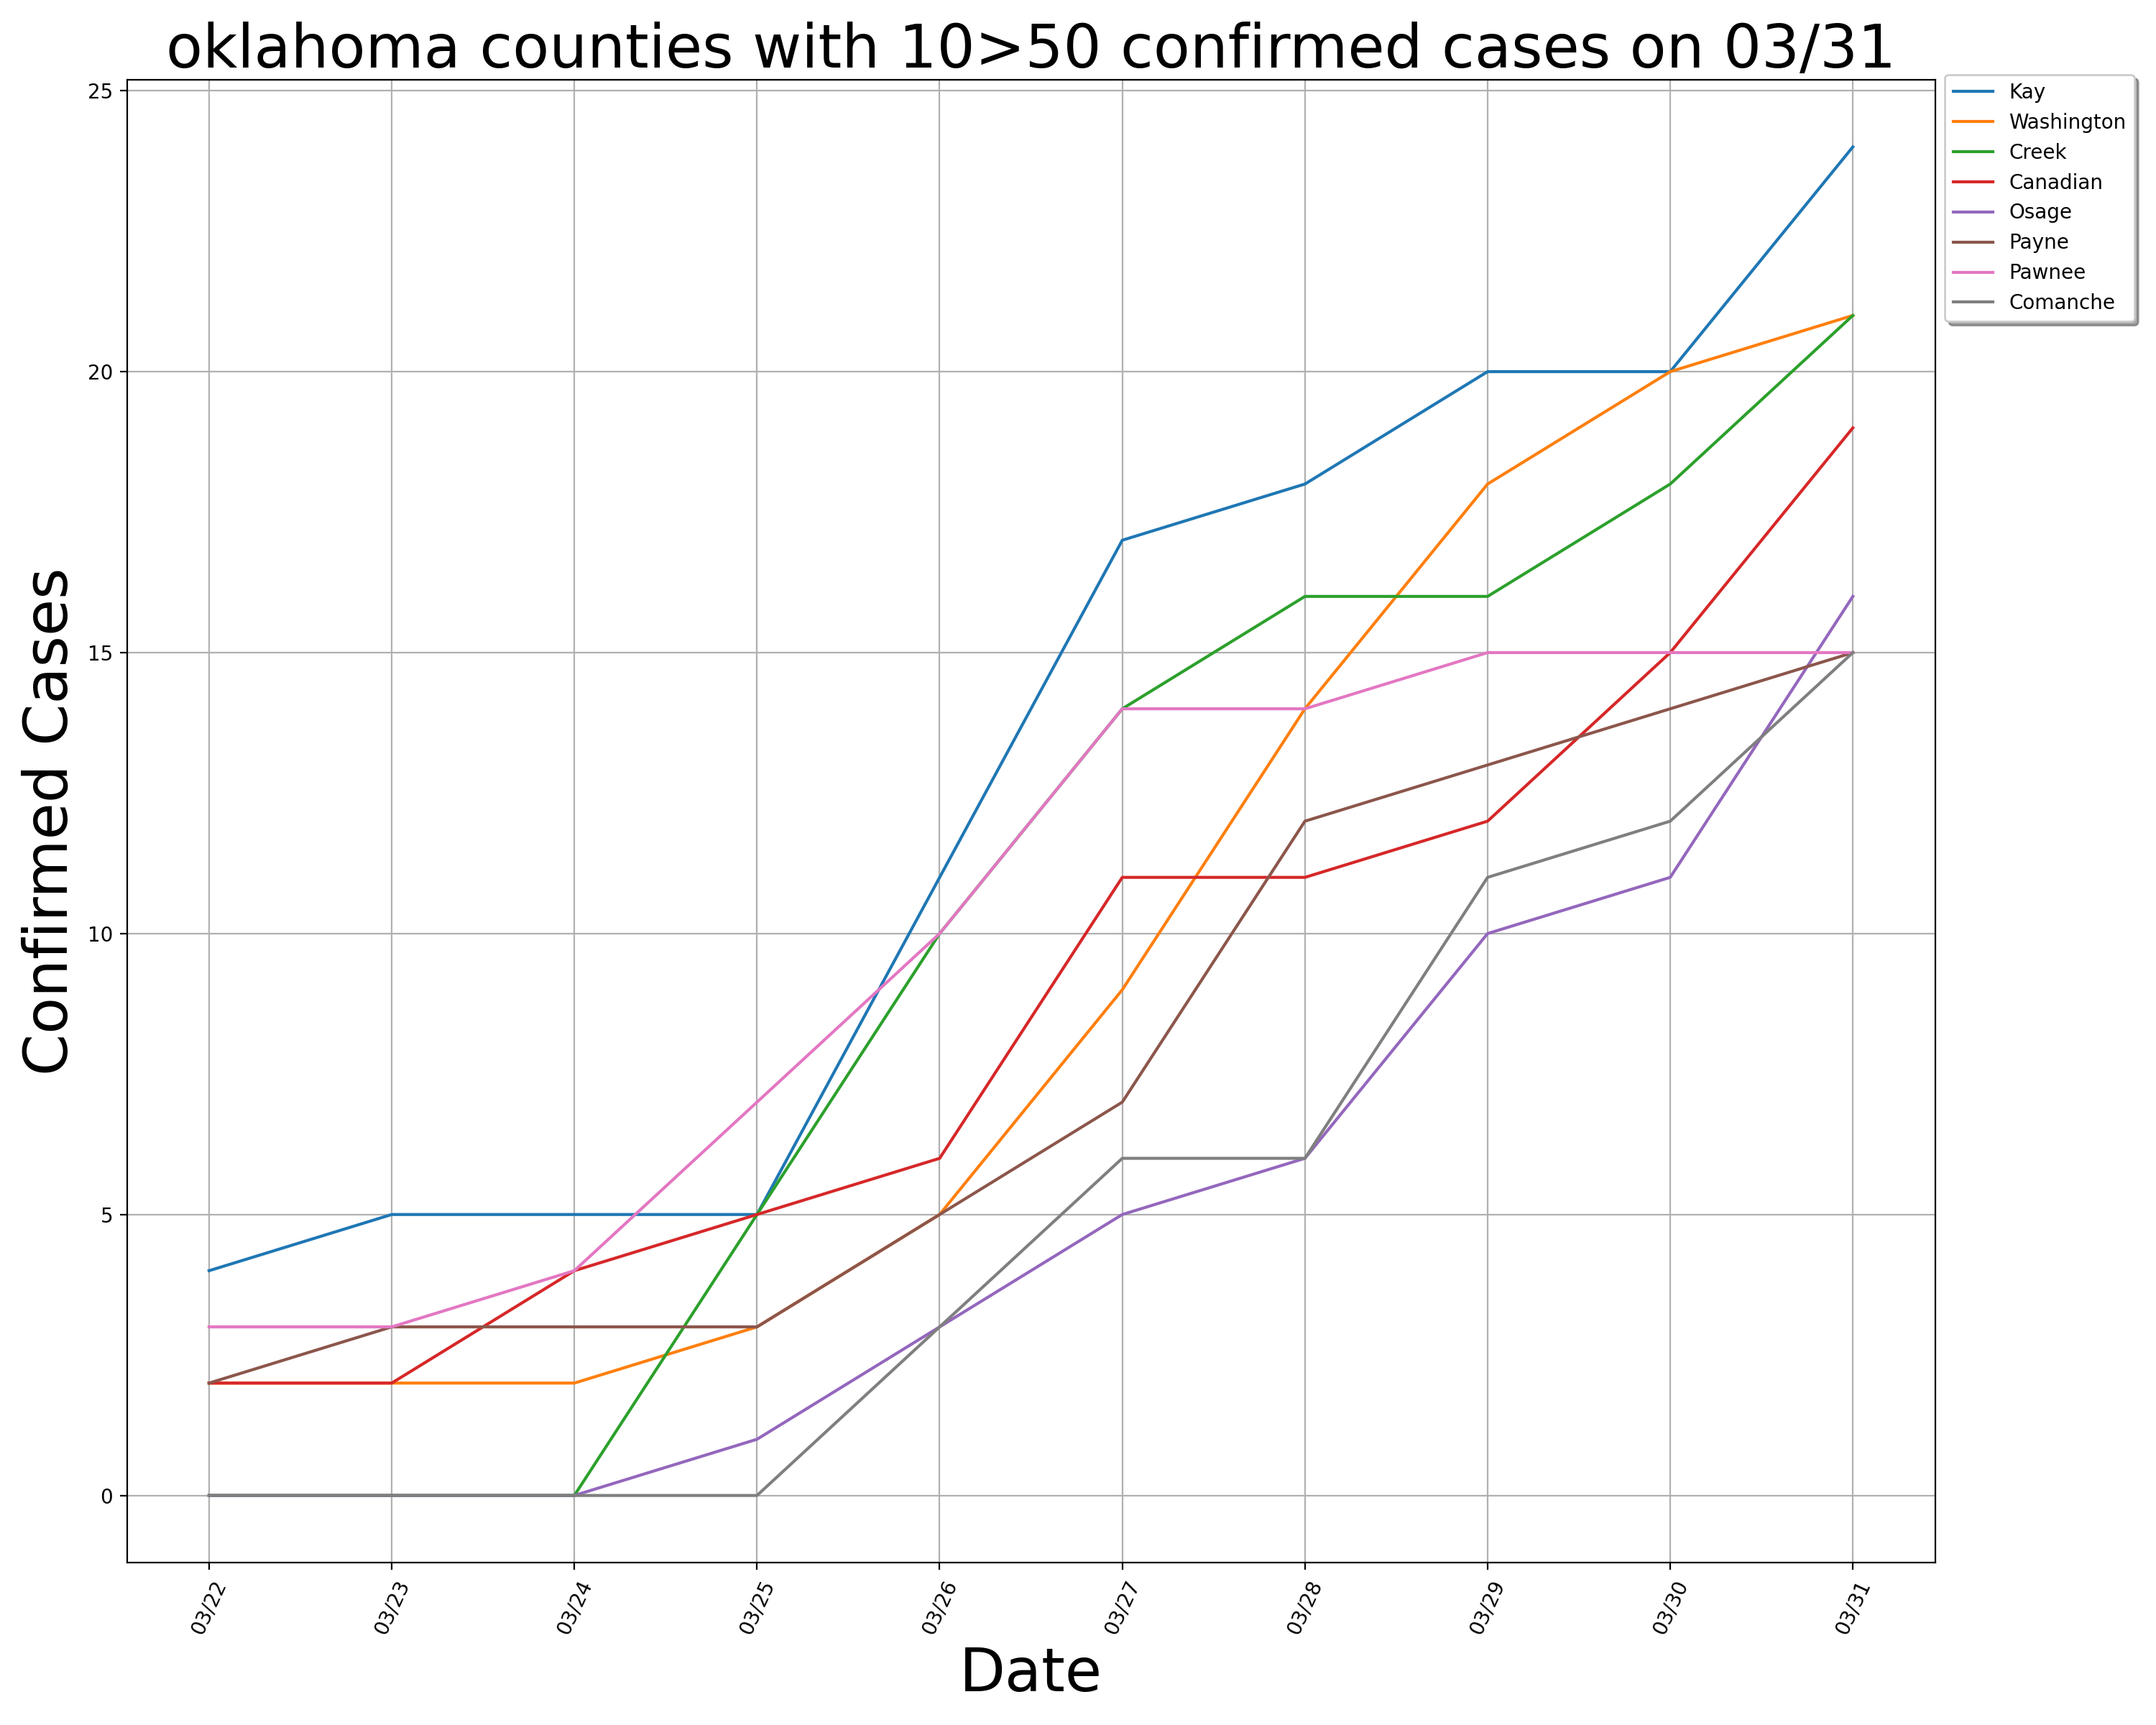 oklahoma counties with 10>50 confirmed cases on 03/31
Kay
Washington
Creek
Canadian
Osage
Payne
Pawnee
Comanche
Confirmed Cases
25
20
15
10
5
0
03/22
03/23
03/24
03/25
03/26
03/27
03/28
03/29
03/30
03/31
Date